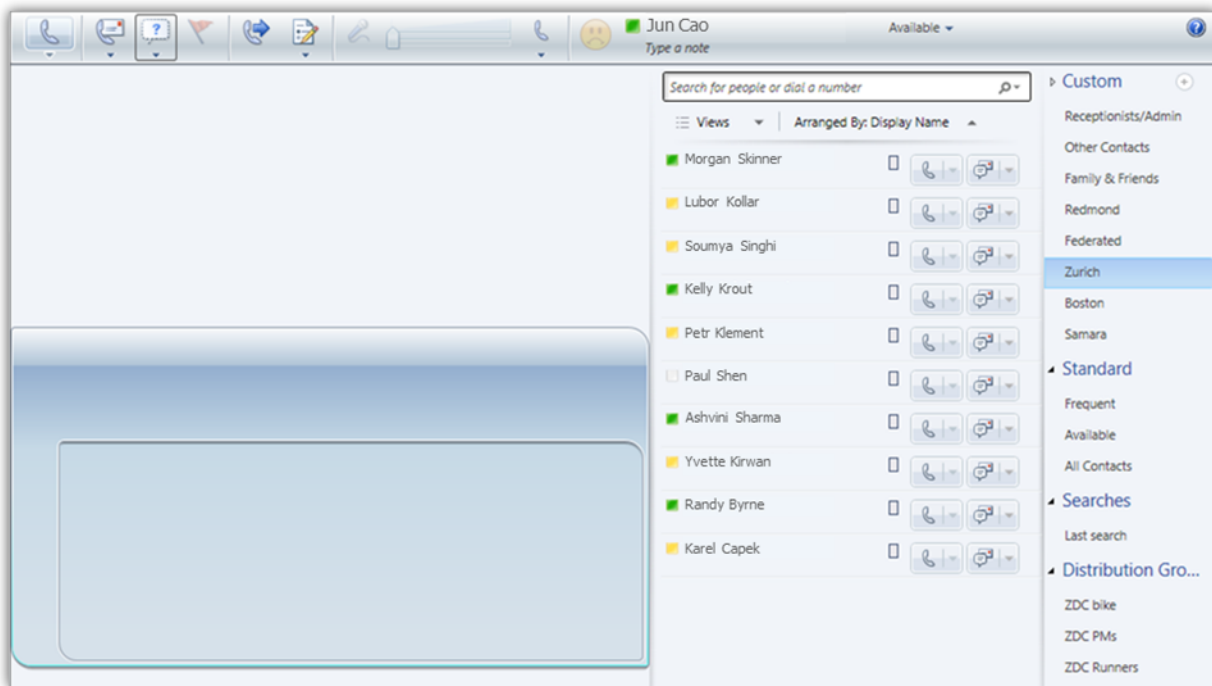 Jun Cao
Available
Type a note
Search for people or dial a number
Views
Arranged By: Display Name
Morgan Skinner
Lubor Kollar
Soumya Singhi
Kelly Krout
Petr Klement
Paul Shen
Ashvini Sharma
Yvette Kirwan
Randy Byrne
Karel Capek
Custom
Receptionists/Admin
Other Contacts
Family & Friends
Redmond
Federated
Zurich
Boston
Samara
Standard
Frequent
Available
All Contacts
Searches
Last search
Distribution Gro...
ZDC bike
ZDC PMs
ZDC Runners